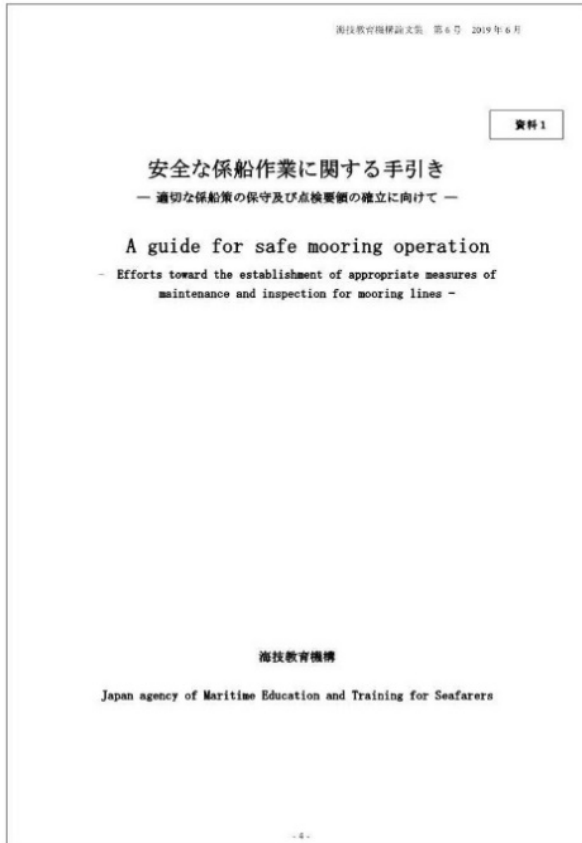 海技教育機構論文集 第6号 2019年6月
資料1
安全な係船作業に関する手引き
— 適切な係船索の保守及び点検要領の確立に向けて —
A guide for safe mooring operation
- Efforts toward the establishment of appropriate measures of
maintenance and inspection for mooring lines -
海技教育機構
Japan agency of Maritime Education and Training for Seafarers
- 4 -